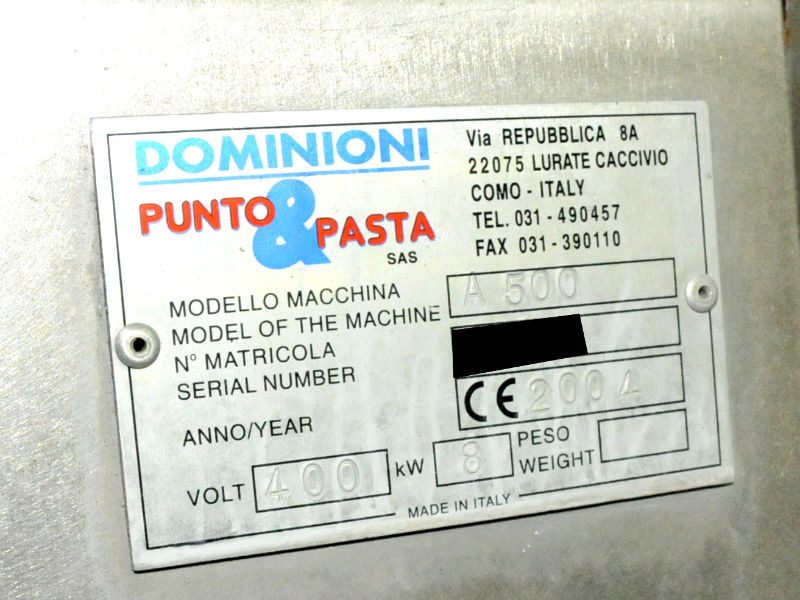 DOMINIONI
PUNTO & PASTA
SAS
Via REPUBBLICA 8A
22075 LURATE CACCIVIO
COMO - ITALY
TEL. 031 - 490457
FAX 031 - 390110
MODELLO MACCHINA
MODEL OF THE MACHINE
A 500
N° MATRICOLA
SERIAL NUMBER
ANNO/YEAR
CE 2004
VOLT 400 kW 8 PESO
WEIGHT
MADE IN ITALY